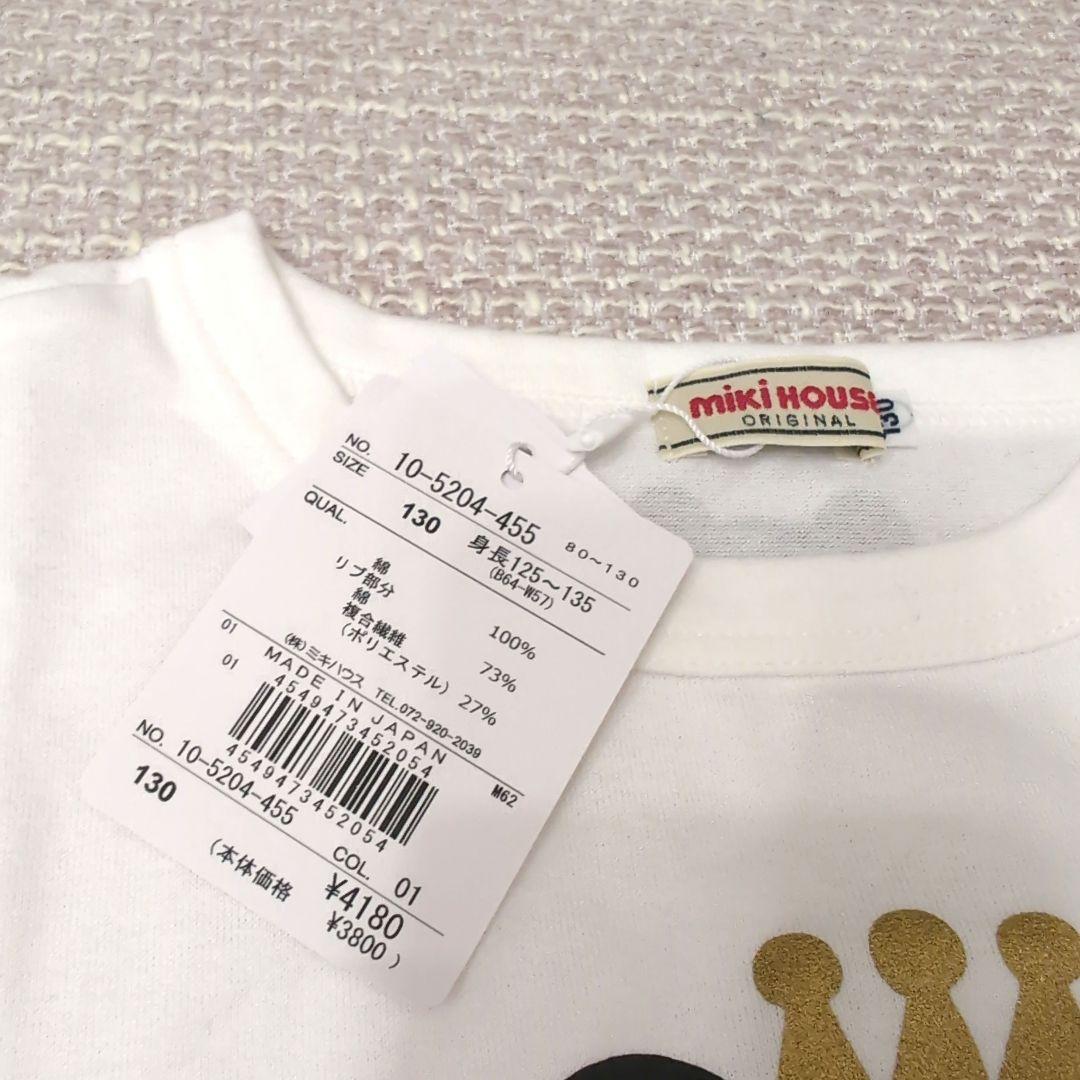 miKi HOUS
ORIGINAL
130
NO. 10-5204-455 80～130
SIZE 130 身長125～135
(B64-W57)
QUAL.
綿 100%
リブ部分
綿 73%
複合繊維
(ポリエステル) 27%
01 (株)ミキハウス TEL.072-920-2039
01 MADE IN JAPAN M62
4549473452054
4549473452054
NO. 10-5204-455 COL. 01
130 ¥4180
(本体価格 ¥3800)